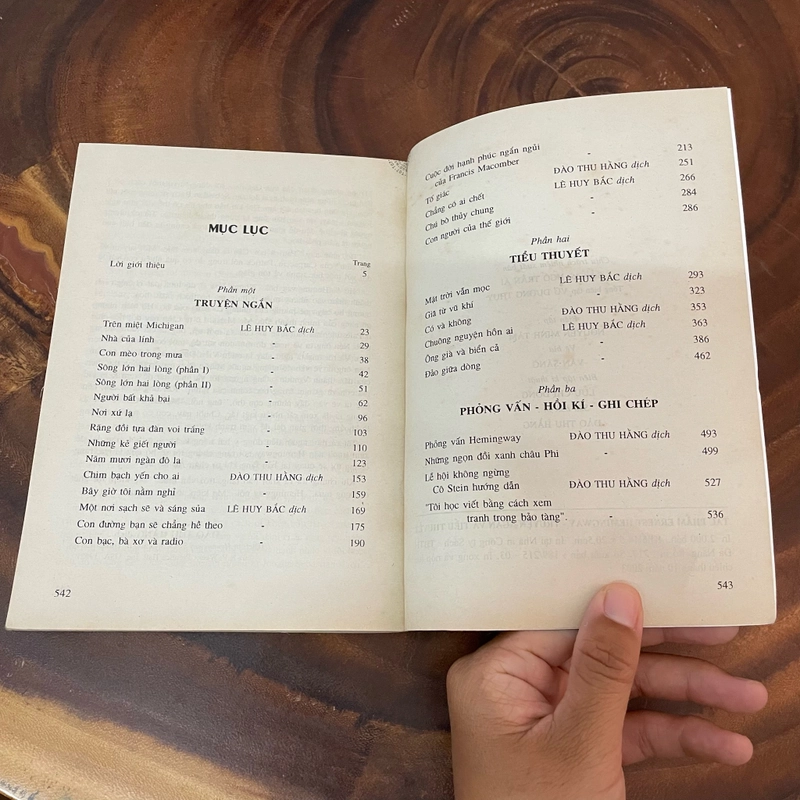 MỤC LỤC
Trang
Lời giới thiệu 5
Phần một
TRUYỆN NGẮN
Trên miệt Michigan LÊ HUY BẮC dịch 23
Nhà của lính - 29
Con mèo trong mưa - 38
Sông lớn hai lòng (phần I) - 42
Sông lớn hai lòng (phần II) - 51
Người bất khả bại - 62
Nơi xứ lạ - 96
Rặng đồi tựa đàn voi trắng - 103
Những kẻ giết người - 110
Năm mươi ngàn đô la - 123
Chim bạch yến cho ai ĐÀO THU HẰNG dịch 153
Bây giờ tôi nằm nghỉ - 159
Một nơi sạch sẽ và sáng sủa LÊ HUY BẮC dịch 169
Con đường bạn sẽ chẳng hề theo - 175
Con bạc, bà xơ và radio - 190
542
Cuộc đời hạnh phúc ngắn ngủi
của Francis Macomber - 213
Tố giác ĐÀO THU HẰNG dịch 251
Chẳng có ai chết LÊ HUY BẮC dịch 266
Chú bò thủy chung - 284
Con người của thế giới - 286
Phần hai
TIỂU THUYẾT
Mặt trời vẫn mọc LÊ HUY BẮC dịch 293
Giã từ vũ khí - 323
Có và không ĐÀO THU HẰNG dịch 353
Chuông nguyện hồn ai LÊ HUY BẮC dịch 363
Ông già và biển cả - 386
Đảo giữa dòng - 462
Phần ba
PHỎNG VẤN - HỒI KÍ - GHI CHÉP
Phỏng vấn Hemingway ĐÀO THU HẰNG dịch 493
Những ngọn đồi xanh châu Phi - 499
Lễ hội không ngừng
Cô Stein hướng dẫn ĐÀO THU HẰNG dịch 527
"Tôi học viết bằng cách xem
tranh trong bảo tàng" - 536
543